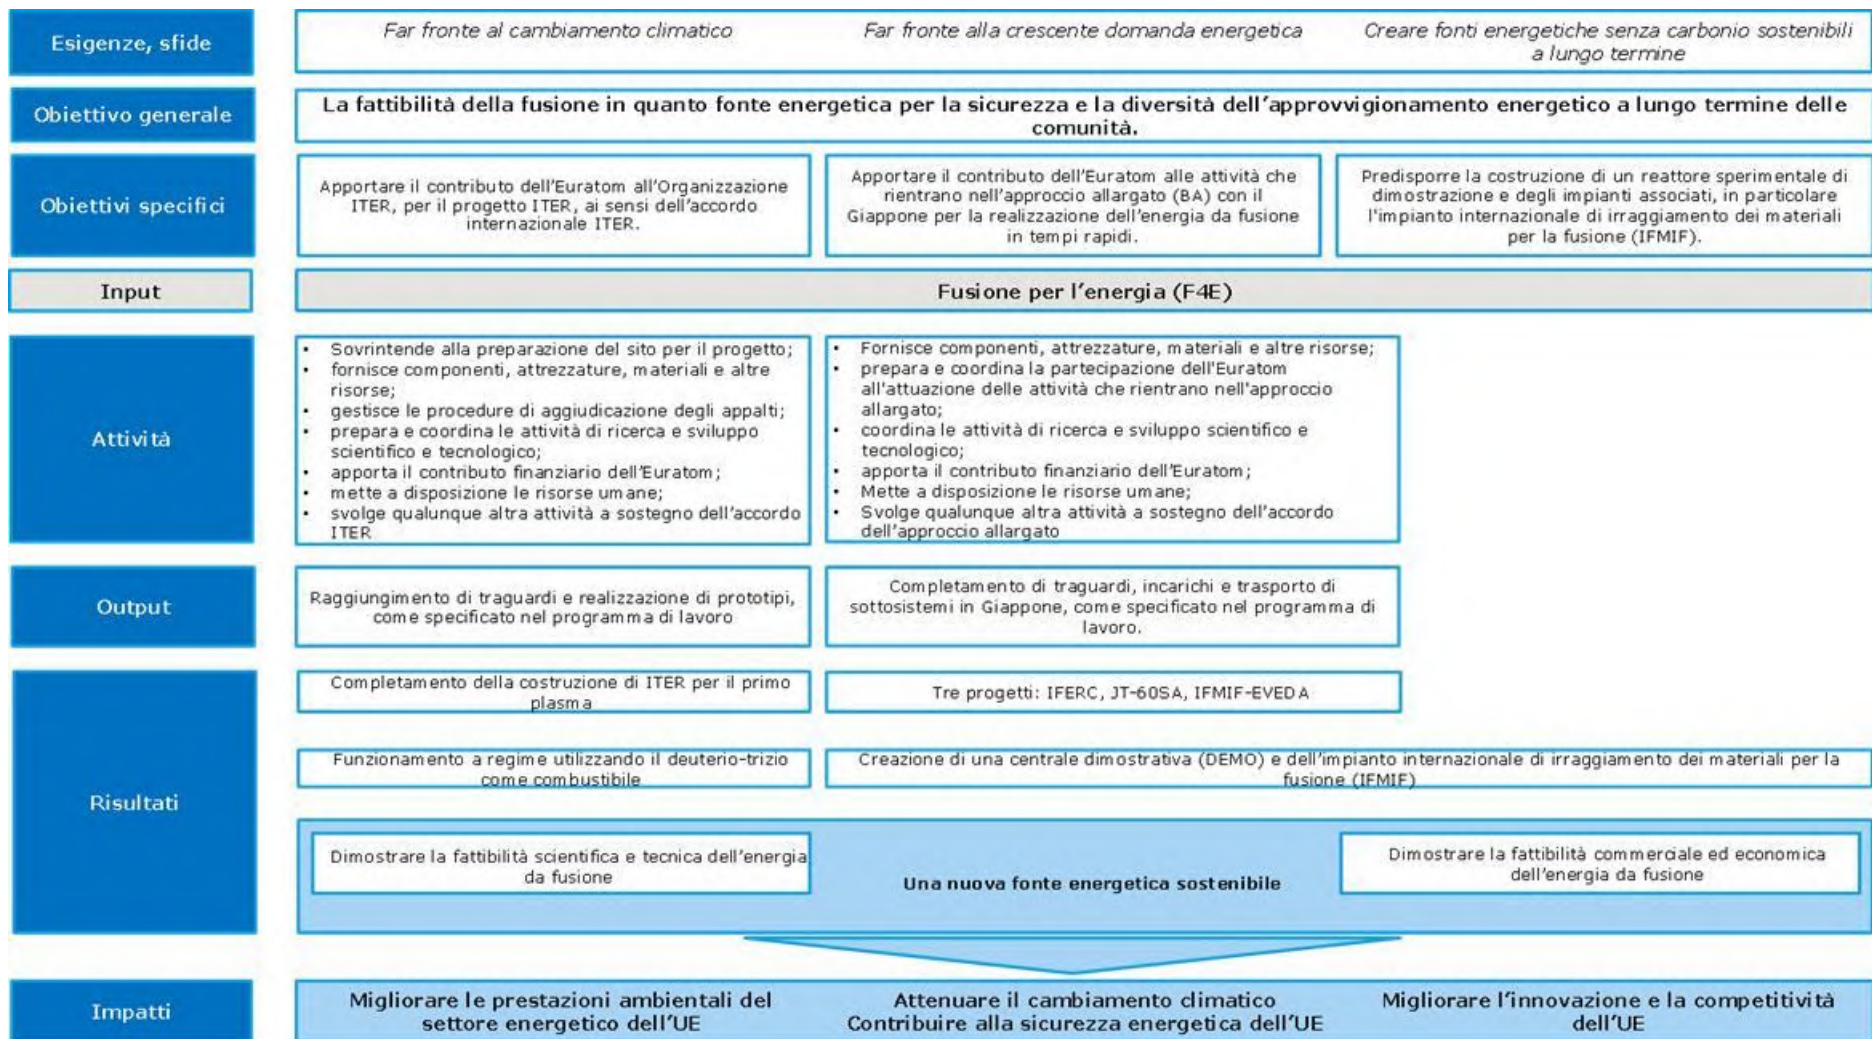 Esigenze, sfide
Far fronte al cambiamento climatico
Far fronte alla crescente domanda energetica
Creare fonti energetiche senza carbonio sostenibili
a lungo termine
Obiettivo generale
La fattibilità della fusione in quanto fonte energetica per la sicurezza e la diversità dell'approvvigionamento energetico a lungo termine delle
comunità.
Obiettivi specifici
Apportare il contributo dell'Euratom all'Organizzazione
ITER, per il progetto ITER, ai sensi dell'accordo
internazionale ITER.
Apportare il contributo dell'Euratom alle attività che
rientrano nell'approccio allargato (BA) con il
Giappone per la realizzazione dell'energia da fusione
in tempi rapidi.
Predisporre la costruzione di un reattore sperimentale di
dimostrazione e degli impianti associati, in particolare
l'impianto internazionale di irraggiamento dei materiali
per la fusione (IFMIF).
Input
Fusione per l'energia (F4E)
Attività
• Sovrintende alla preparazione del sito per il progetto;
• fornisce componenti, attrezzature, materiali e altre
risorse;
• gestisce le procedure di aggiudicazione degli appalti;
• prepara e coordina le attività di ricerca e sviluppo
scientifico e tecnologico;
• apporta il contributo finanziario dell'Euratom;
• mette a disposizione le risorse umane;
• svolge qualunque altra attività a sostegno dell'accordo
ITER
• Fornisce componenti, attrezzature, materiali e altre risorse;
• prepara e coordina la partecipazione dell'Euratom
all'attuazione delle attività che rientrano nell'approccio
allargato;
• coordina le attività di ricerca e sviluppo scientifico e
tecnologico;
• apporta il contributo finanziario dell'Euratom;
• Mette a disposizione le risorse umane;
• Svolge qualunque altra attività a sostegno dell'accordo
dell'approccio allargato
Output
Raggiungimento di traguardi e realizzazione di prototipi,
come specificato nel programma di lavoro
Completamento di traguardi, incarichi e trasporto di
sottosistemi in Giappone, come specificato nel programma di
lavoro.
Risultati
Completamento della costruzione di ITER per il primo
plasma
Tre progetti: IFERC, JT-60SA, IFMIF-EVEDA
Funzionamento a regime utilizzando il deuterio-trizio
come combustibile
Creazione di una centrale dimostrativa (DEMO) e dell'impianto internazionale di irraggiamento dei materiali per la
fusione (IFMIF)
Dimostrare la fattibilità scientifica e tecnica dell'energia
da fusione
Una nuova fonte energetica sostenibile
Dimostrare la fattibilità commerciale ed economica
dell'energia da fusione
Impatti
Migliorare le prestazioni ambientali del
settore energetico dell'UE
Attenuare il cambiamento climatico
Contribuire alla sicurezza energetica dell'UE
Migliorare l'innovazione e la competitività
dell'UE